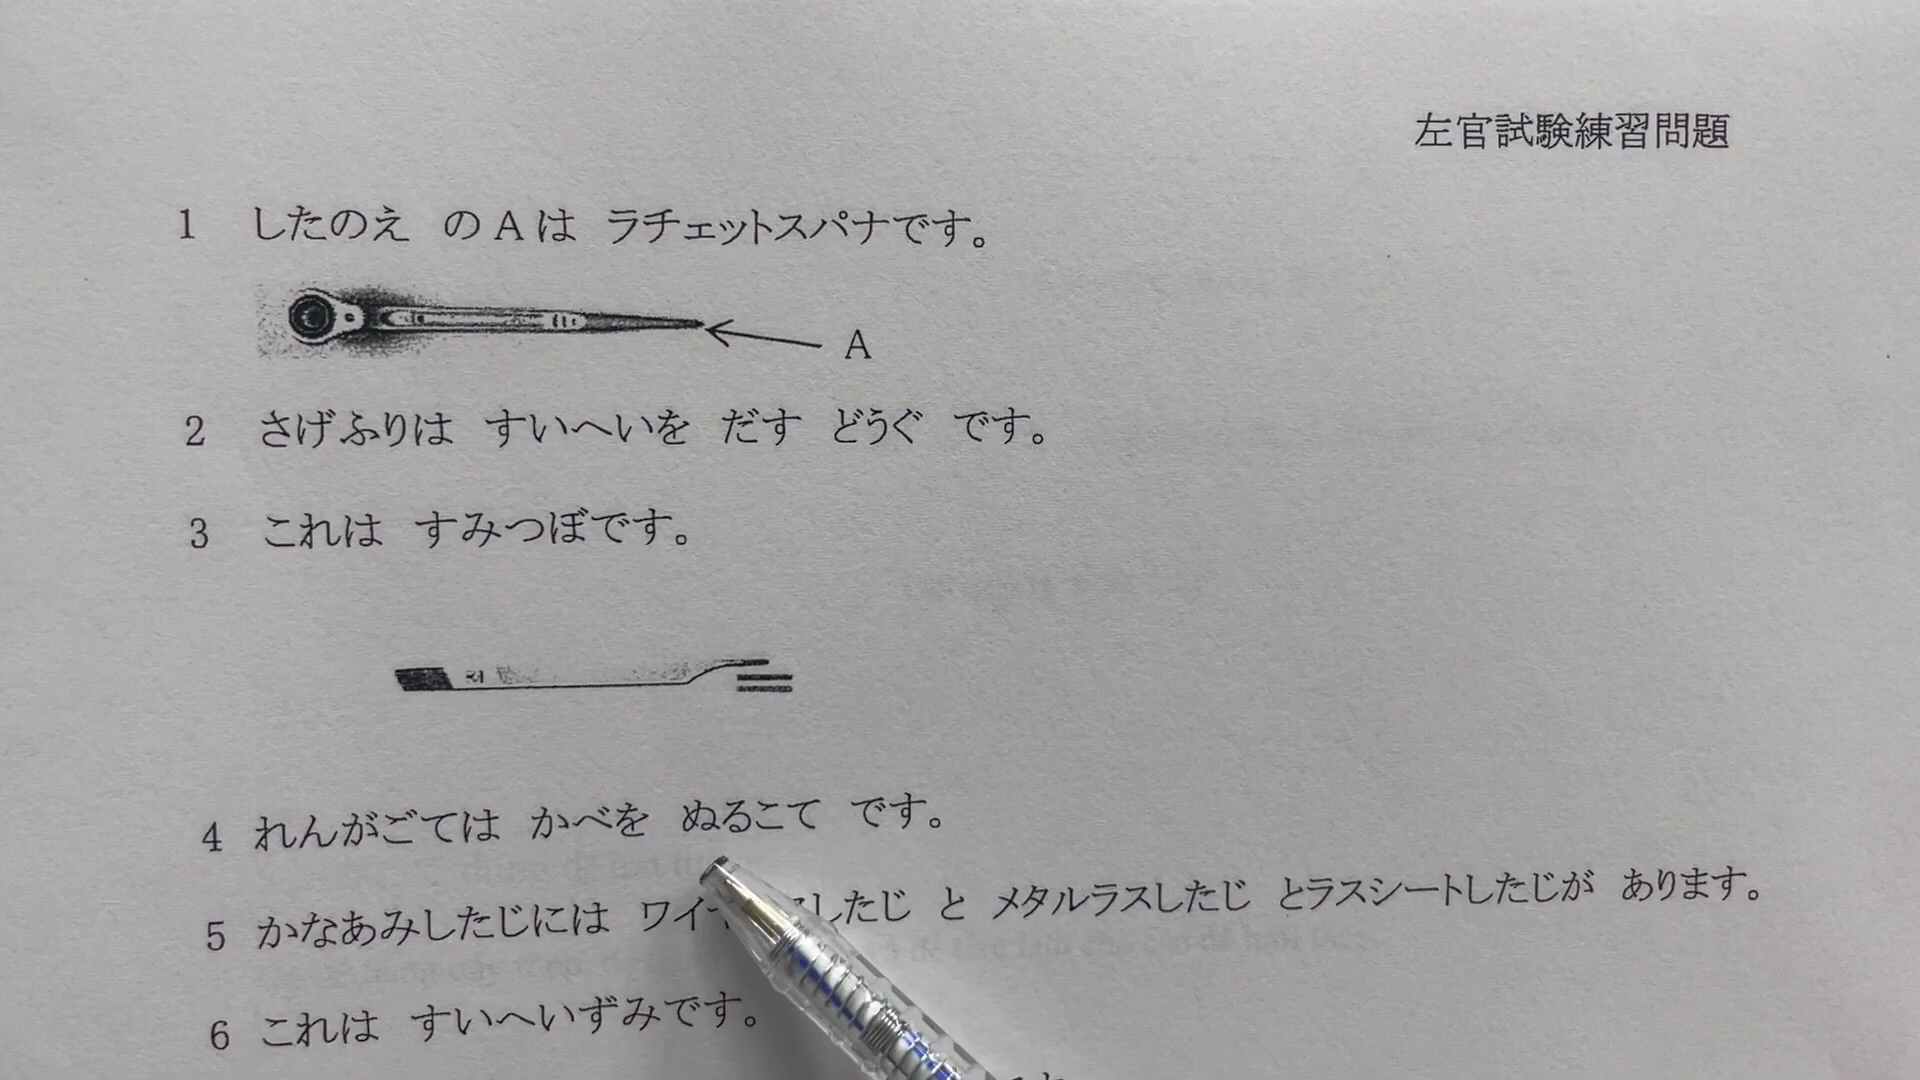 左官試験練習問題
1 したのえ のAは ラチェットスパナです。
A
2 さげふりは すいへいを だす どうぐ です。
3 これは すみつぼです。
4 れんがごては かべを ぬるこて です。
5 かなあみしたじには したじ と メタルラスしたじ とラスシートしたじが あります。
6 これは すいへいずみです。